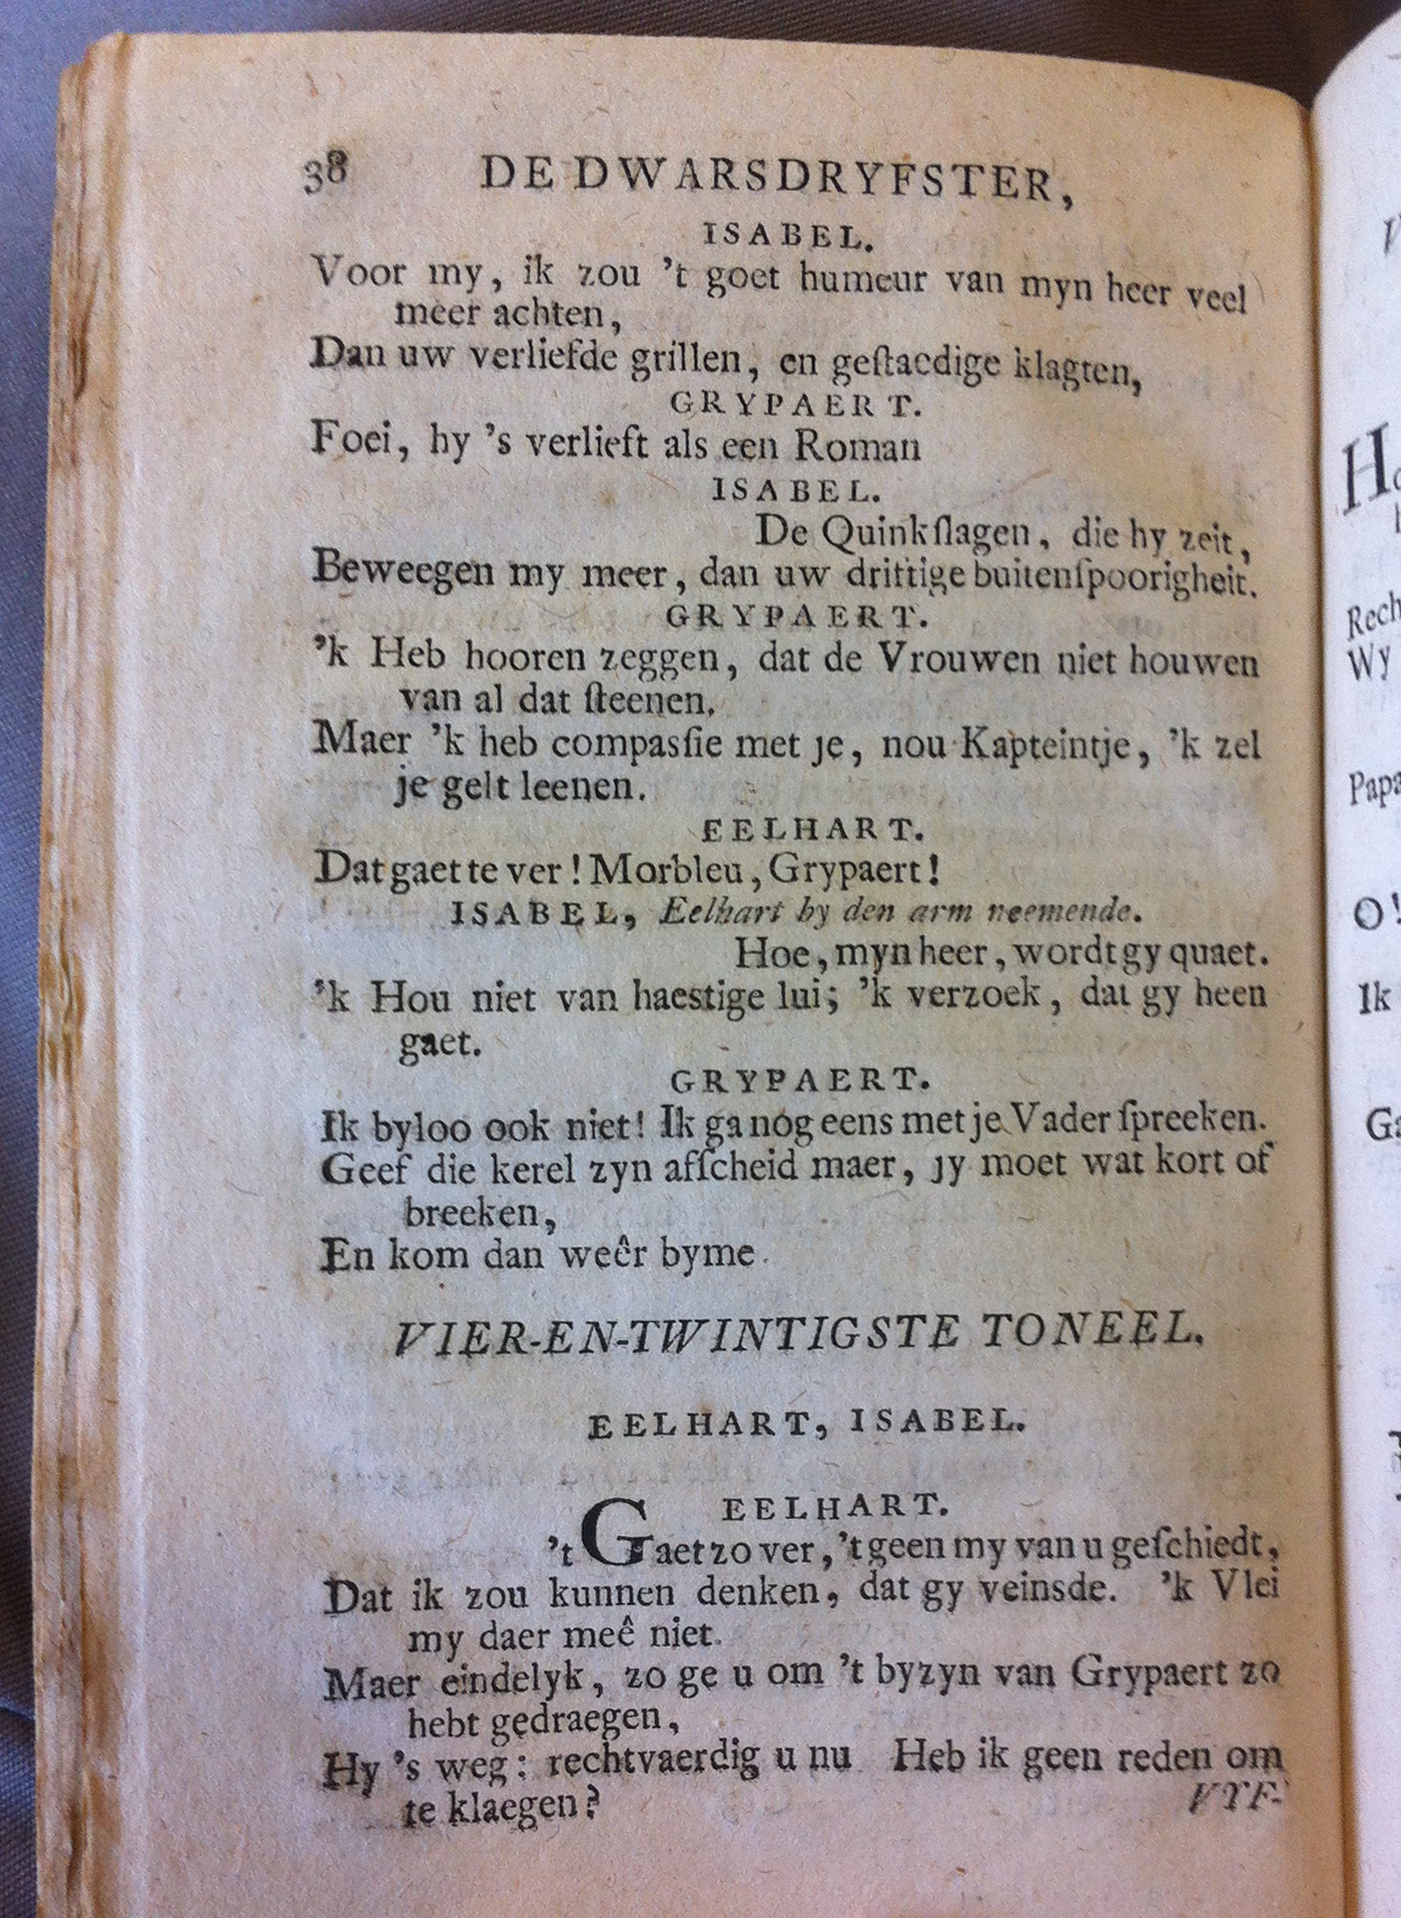 38 DE DWARSDRYFSTER,
ISABEL.
Voor my, ik zou 't goet humeur van myn heer veel
meer achten,
Dan uw verliefde grillen, en geſtaedige klagten,
GRYPAERT.
Foei, hy 's verlieft als een Roman
ISABEL.
De Quinkſlagen, die hy zeit,
Beweegen my meer, dan uw driftige buitenſpoorigheit.
GRYPAERT.
'k Heb hooren zeggen, dat de Vrouwen niet houwen
van al dat ſteenen.
Maer 'k heb compasſie met je, nou Kapteintje, 'k zel
je gelt leenen.
EELHART.
Dat gaet te ver! Morbleu, Grypaert!
ISABEL, Eelhart by den arm neemende.
Hoe, myn heer, wordt gy quaet.
'k Hou niet van haestige lui; 'k verzoek, dat gy heen
gaet.
GRYPAERT.
Ik byloo ook niet! Ik ga nog eens met je Vader ſpreeken.
Geef die kerel zyn afſcheid maer, jy moet wat kort of
breeken,
En kom dan weêr by me.
VIER-EN-TWINTIGSTE TONEEL.
EELHART, ISABEL.
EELHART.
't Gaet zo ver, 't geen my van u geſchiedt,
Dat ik zou kunnen denken, dat gy veinsde. 'k Vlei
my daer meê niet.
Maer eindelyk, zo ge u om 't byzyn van Grypaert zo
hebt gedraegen,
Hy 's weg: rechtvaerdig u nu Heb ik geen reden om
te klaegen?
VYF-
Rech
Wy
Papa
O!
Ik
Ga